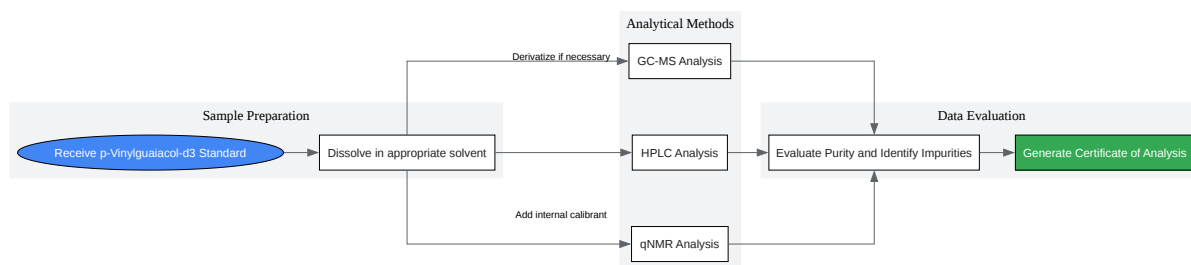 Analytical Methods
Derivatize if necessary
GC-MS Analysis
Sample Preparation
Data Evaluation
Receive p-Vinylguaiacol-d3 Standard
Dissolve in appropriate solvent
HPLC Analysis
Evaluate Purity and Identify Impurities
Generate Certificate of Analysis
Add internal calibrant
qNMR Analysis